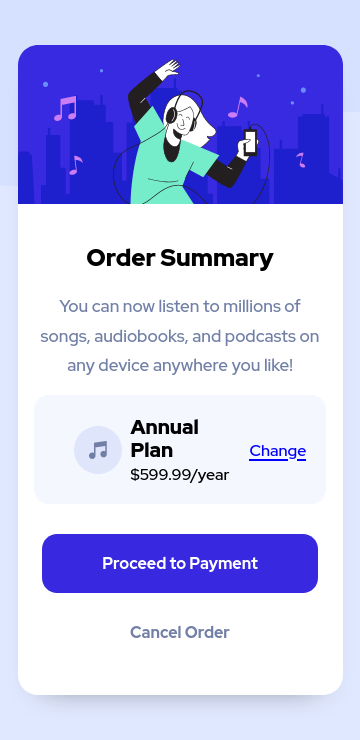 Order Summary
You can now listen to millions of
songs, audiobooks, and podcasts on
any device anywhere you like!
Annual
Plan
$599.99/year
Change
Proceed to Payment
Cancel Order